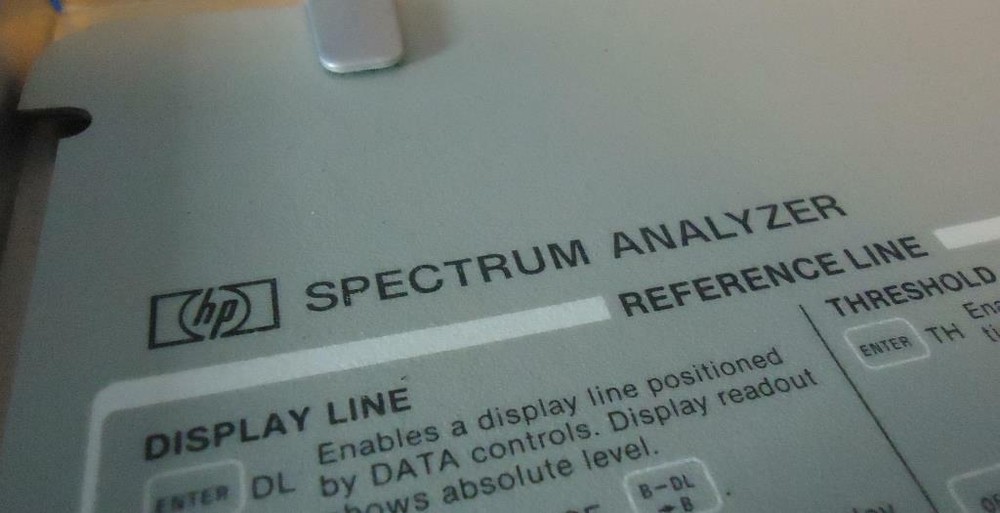 hp SPECTRUM ANALYZER
REFERENCE LINE
DISPLAY LINE
ENTER DL Enables a display line positioned
by DATA controls. Display readout
absolute level.
B-DL
→B .
THRESHOLD
ENTER TH